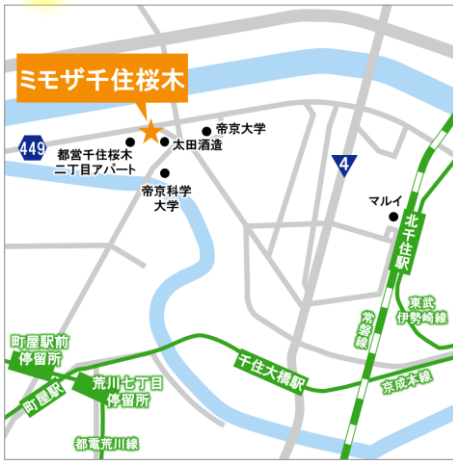 ミモザ千住桜木
帝京大学
449
都営千住桜木
二丁目アパート
太田酒造
帝京科学
大学
4
マルイ
北千住駅
東武
伊勢崎線
常磐線
町屋駅前
停留所
千住大橋駅
京成本線
荒川七丁目
停留所
町屋駅
都電荒川線